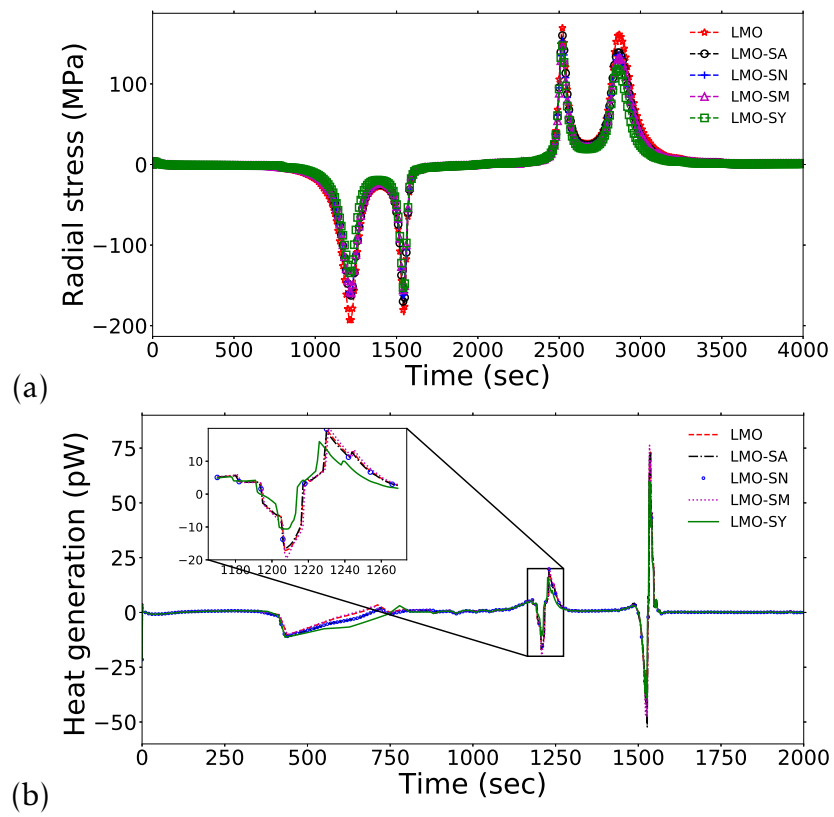 LMO
LMO-SA
LMO-SN
LMO-SM
LMO-SY
100
0
−100
−200
Radial stress (MPa)
0 500 1000 1500 2000 2500 3000 3500 4000
Time (sec)
(a)
LMO
LMO-SA
LMO-SN
LMO-SM
LMO-SY
75
50
25
0
−25
−50
Heat generation (pW)
20
10
0
−10
−20
1180 1200 1220 1240 1260
0 250 500 750 1000 1250 1500 1750 2000
Time (sec)
(b)